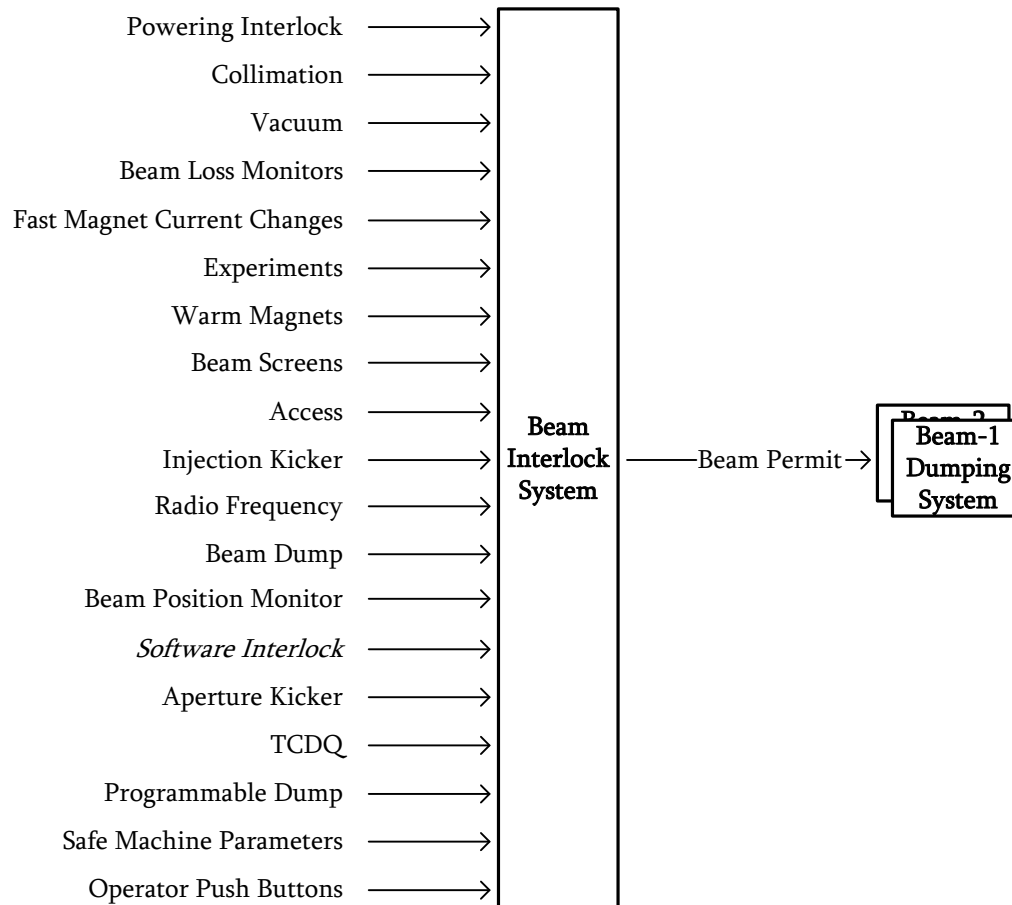 Powering Interlock
Collimation
Vacuum
Beam Loss Monitors
Fast Magnet Current Changes
Experiments
Warm Magnets
Beam Screens
Access
Injection Kicker
Radio Frequency
Beam Dump
Beam Position Monitor
Software Interlock
Aperture Kicker
TCDQ
Programmable Dump
Safe Machine Parameters
Operator Push Buttons
Beam
Interlock
System
Beam Permit
Beam-2
Beam-1
Dumping
System